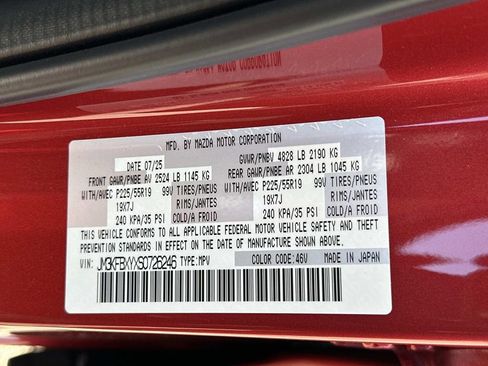 MFD. BY MAZDA MOTOR CORPORATION
DATE 07/25 GVWR/PNBV 4828 LB 2190 KG
FRONT GAWR/PNBE AV 2524 LB 1145 KG REAR GAWR/PNBE AR 2304 LB 1045 KG
WITH/AVEC P225/55R19 99V TIRES/PNEUS WITH/AVEC P225/55R19 99V TIRES/PNEUS
19X7J RIMS/JANTES 19X7J RIMS/JANTES
240 KPA/35 PSI COLD/A FROID 240 KPA/35 PSI COLD/A FROID
THIS VEHICLE CONFORMS TO ALL APPLICABLE FEDERAL MOTOR VEHICLE SAFETY AND THEFT
PREVENTION STANDARDS IN EFFECT ON THE DATE OF MANUFACTURE SHOWN ABOVE.
VIN: JM3KFBXYXS0726246 TYPE: MPV COLOR CODE: 46V MADE IN JAPAN